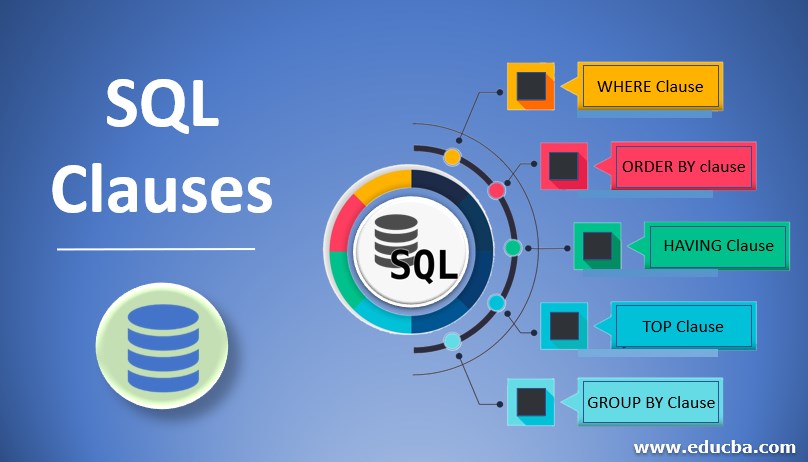 SQL
Clauses
SQL
WHERE Clause
ORDER BY clause
HAVING Clause
TOP Clause
GROUP BY Clause
www.educba.com